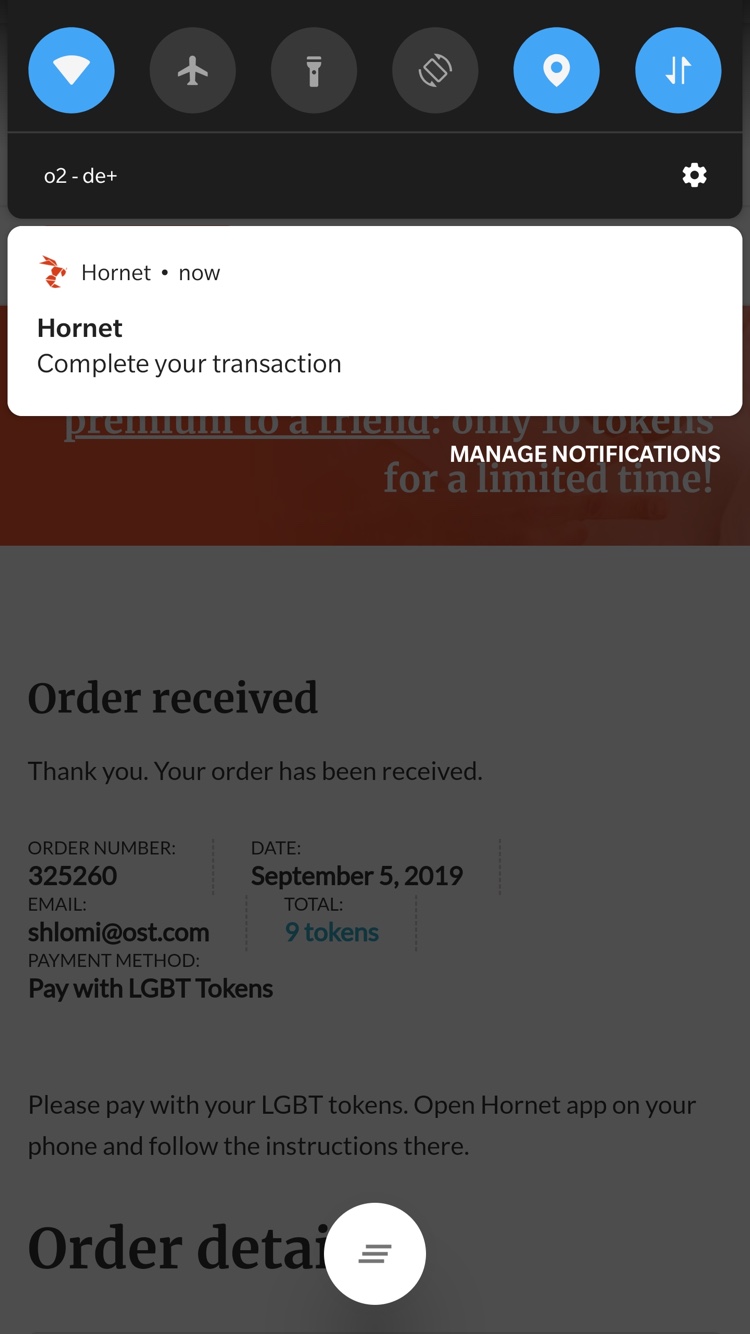 o2 - de+
Hornet • now
Hornet
Complete your transaction
premium to a friend: only 10 tokens
MANAGE NOTIFICATIONS
for a limited time!
Order received
Thank you. Your order has been received.
ORDER NUMBER: DATE:
325260 September 5, 2019
EMAIL: TOTAL:
shlomi@ost.com 9 tokens
PAYMENT METHOD:
Pay with LGBT Tokens
Please pay with your LGBT tokens. Open Hornet app on your
phone and follow the instructions there.
Order